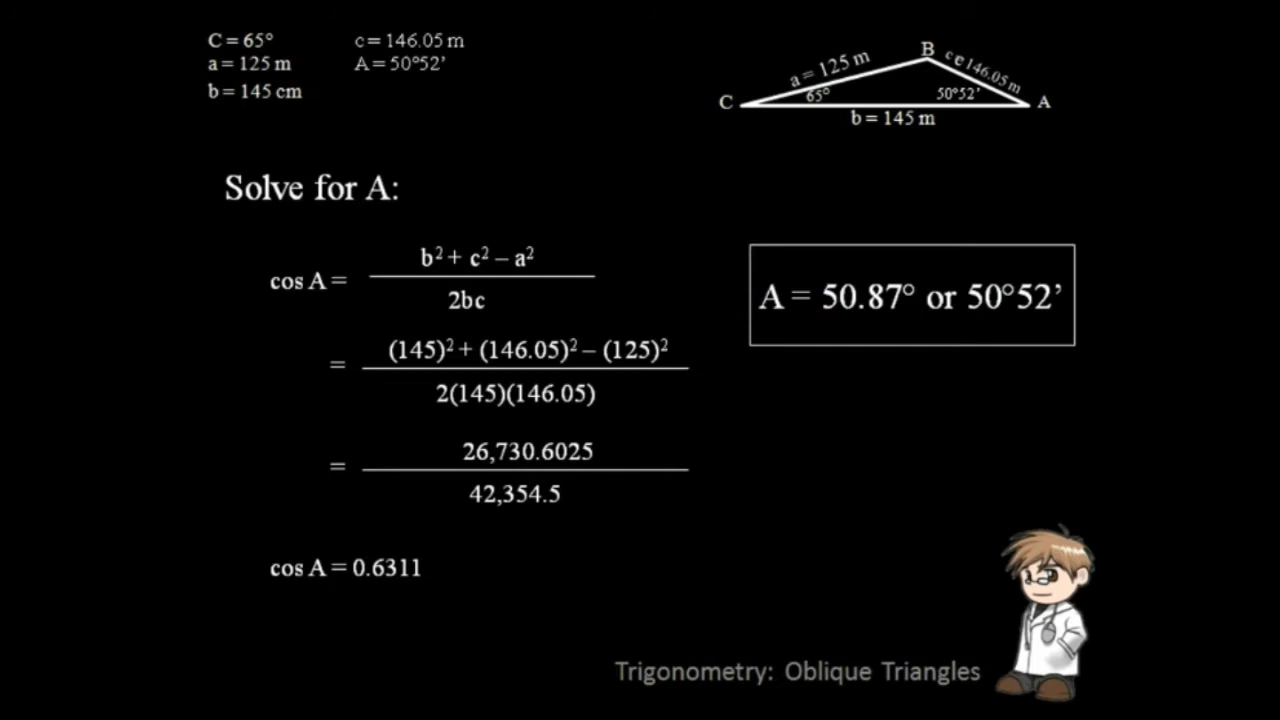 C = 65°
a = 125 m
b = 145 cm
c = 146.05 m
A = 50°52'
B
a = 125 m
146.05 m
65°
50°52'
C
A
b = 145 m
Solve for A:
cos A = b² + c² – a²
2bc
= (145)² + (146.05)² – (125)²
2(145)(146.05)
= 26,730.6025
42,354.5
cos A = 0.6311
A = 50.87° or 50°52’
Trigonometry: Oblique Triangles